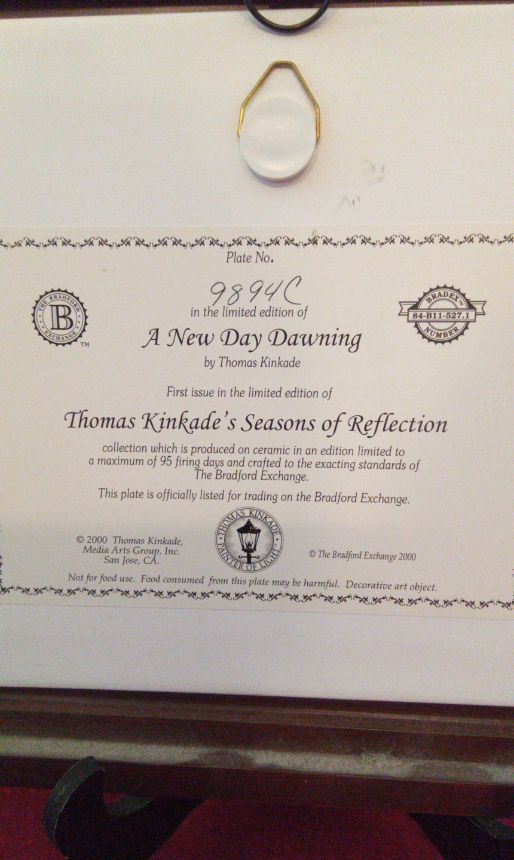 Plate No.
9894C
in the limited edition of
A New Day Dawning
by Thomas Kinkade
THE BRADFORD EXCHANGE
B
TM
BRADEX™
84-B11-527.1
NUMBER
First issue in the limited edition of
Thomas Kinkade's Seasons of Reflection
collection which is produced on ceramic in an edition limited to
a maximum of 95 firing days and crafted to the exacting standards of
The Bradford Exchange.
This plate is officially listed for trading on the Bradford Exchange.
© 2000 Thomas Kinkade,
Media Arts Group, Inc.
San Jose, CA.
THOMAS KINKADE
PAINTER OF LIGHT
© The Bradford Exchange 2000
Not for food use. Food consumed from this plate may be harmful. Decorative art object.